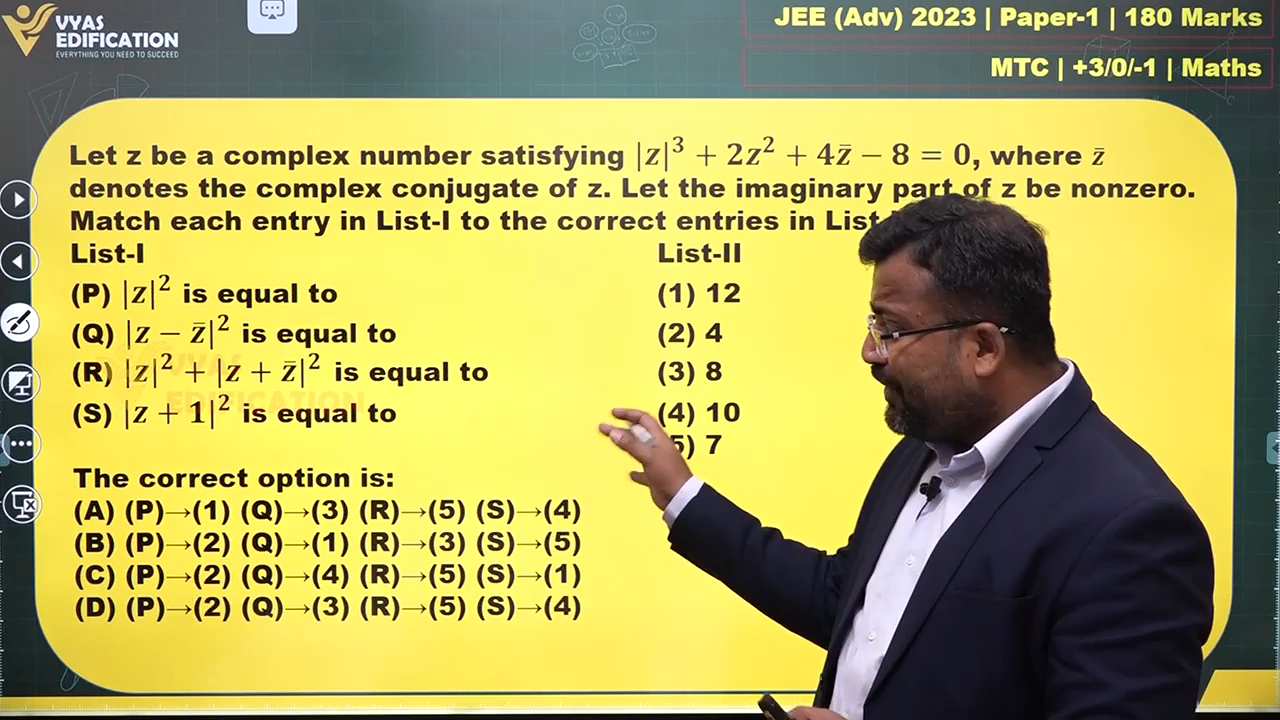 VYAS
EDIFICATION
EVERYTHING YOU NEED TO SUCCEED
JEE (Adv) 2023 | Paper-1 | 180 Marks
MTC | +3/0/-1 | Maths
Let z be a complex number satisfying |z|³ + 2z² + 4z̄ − 8 = 0, where z̄
denotes the complex conjugate of z. Let the imaginary part of z be nonzero.
Match each entry in List-I to the correct entries in List
List-I
List-II
(P) |z|² is equal to
(1) 12
(Q) |z − z̄|² is equal to
(2) 4
(R) |z|² + |z + z̄|² is equal to
(3) 8
(S) |z + 1|² is equal to
(4) 10
5) 7
VYAS
EDIFICATION
The correct option is:
(A) (P)→(1) (Q)→(3) (R)→(5) (S)→(4)
(B) (P)→(2) (Q)→(1) (R)→(3) (S)→(5)
(C) (P)→(2) (Q)→(4) (R)→(5) (S)→(1)
(D) (P)→(2) (Q)→(3) (R)→(5) (S)→(4)